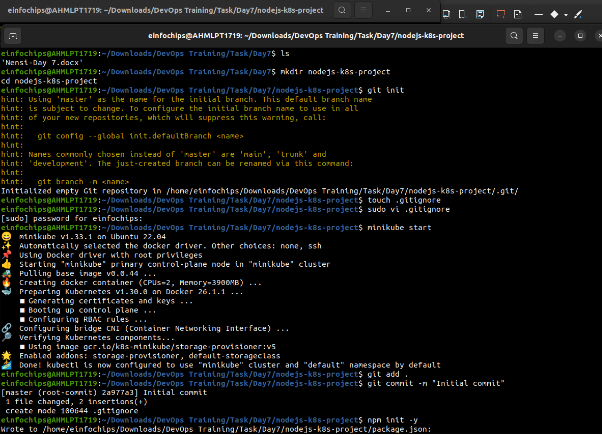 einfochips@AHMLPT1719: ~/Downloads/DevOps Training/Task/Day7/nodejs-k8s-project
einfochips@AHMLPT1719: ~/Downloads/DevOps Training/Task/Day7/nodejs-k8s-project
einfochips@AHMLPT1719:~/Downloads/DevOps Training/Task/Day7$ ls
'Nensi-Day 7.docx'
einfochips@AHMLPT1719:~/Downloads/DevOps Training/Task/Day7$ mkdir nodejs-k8s-project
cd nodejs-k8s-project
einfochips@AHMLPT1719:~/Downloads/DevOps Training/Task/Day7/nodejs-k8s-project$ git init
hint: Using 'master' as the name for the initial branch. This default branch name
hint: is subject to change. To configure the initial branch name to use in all
hint: of your new repositories, which will suppress this warning, call:
hint:
hint:   git config --global init.defaultBranch <name>
hint:
hint: Names commonly chosen instead of 'master' are 'main', 'trunk' and
hint: 'development'. The just-created branch can be renamed via this command:
hint:
hint:   git branch -m <name>
Initialized empty Git repository in /home/einfochips/Downloads/DevOps Training/Task/Day7/nodejs-k8s-project/.git/
einfochips@AHMLPT1719:~/Downloads/DevOps Training/Task/Day7/nodejs-k8s-project$ touch .gitignore
einfochips@AHMLPT1719:~/Downloads/DevOps Training/Task/Day7/nodejs-k8s-project$ sudo vi .gitignore
[sudo] password for einfochips:
einfochips@AHMLPT1719:~/Downloads/DevOps Training/Task/Day7/nodejs-k8s-project$ minikube start
😄 minikube v1.33.1 on Ubuntu 22.04
✨ Automatically selected the docker driver. Other choices: none, ssh
📌 Using Docker driver with root privileges
👍 Starting "minikube" primary control-plane node in "minikube" cluster
🚜 Pulling base image v0.0.44 ...
🔥 Creating docker container (CPUs=2, Memory=3900MB) ...
🐳 Preparing Kubernetes v1.30.0 on Docker 26.1.1 ...
■ Generating certificates and keys ...
■ Booting up control plane ...
■ Configuring RBAC rules ...
🔗 Configuring bridge CNI (Container Networking Interface) ...
🔎 Verifying Kubernetes components...
■ Using image gcr.io/k8s-minikube/storage-provisioner:v5
🌟 Enabled addons: storage-provisioner, default-storageclass
🏄 Done! kubectl is now configured to use "minikube" cluster and "default" namespace by default
einfochips@AHMLPT1719:~/Downloads/DevOps Training/Task/Day7/nodejs-k8s-project$ git add .
einfochips@AHMLPT1719:~/Downloads/DevOps Training/Task/Day7/nodejs-k8s-project$ git commit -m "Initial commit"
[master (root-commit) 2a977a3] Initial commit
1 file changed, 2 insertions(+)
create mode 100644 .gitignore
einfochips@AHMLPT1719:~/Downloads/DevOps Training/Task/Day7/nodejs-k8s-project$ npm init -y
Wrote to /home/einfochips/Downloads/DevOps Training/Task/Day7/nodejs-k8s-project/package.json: